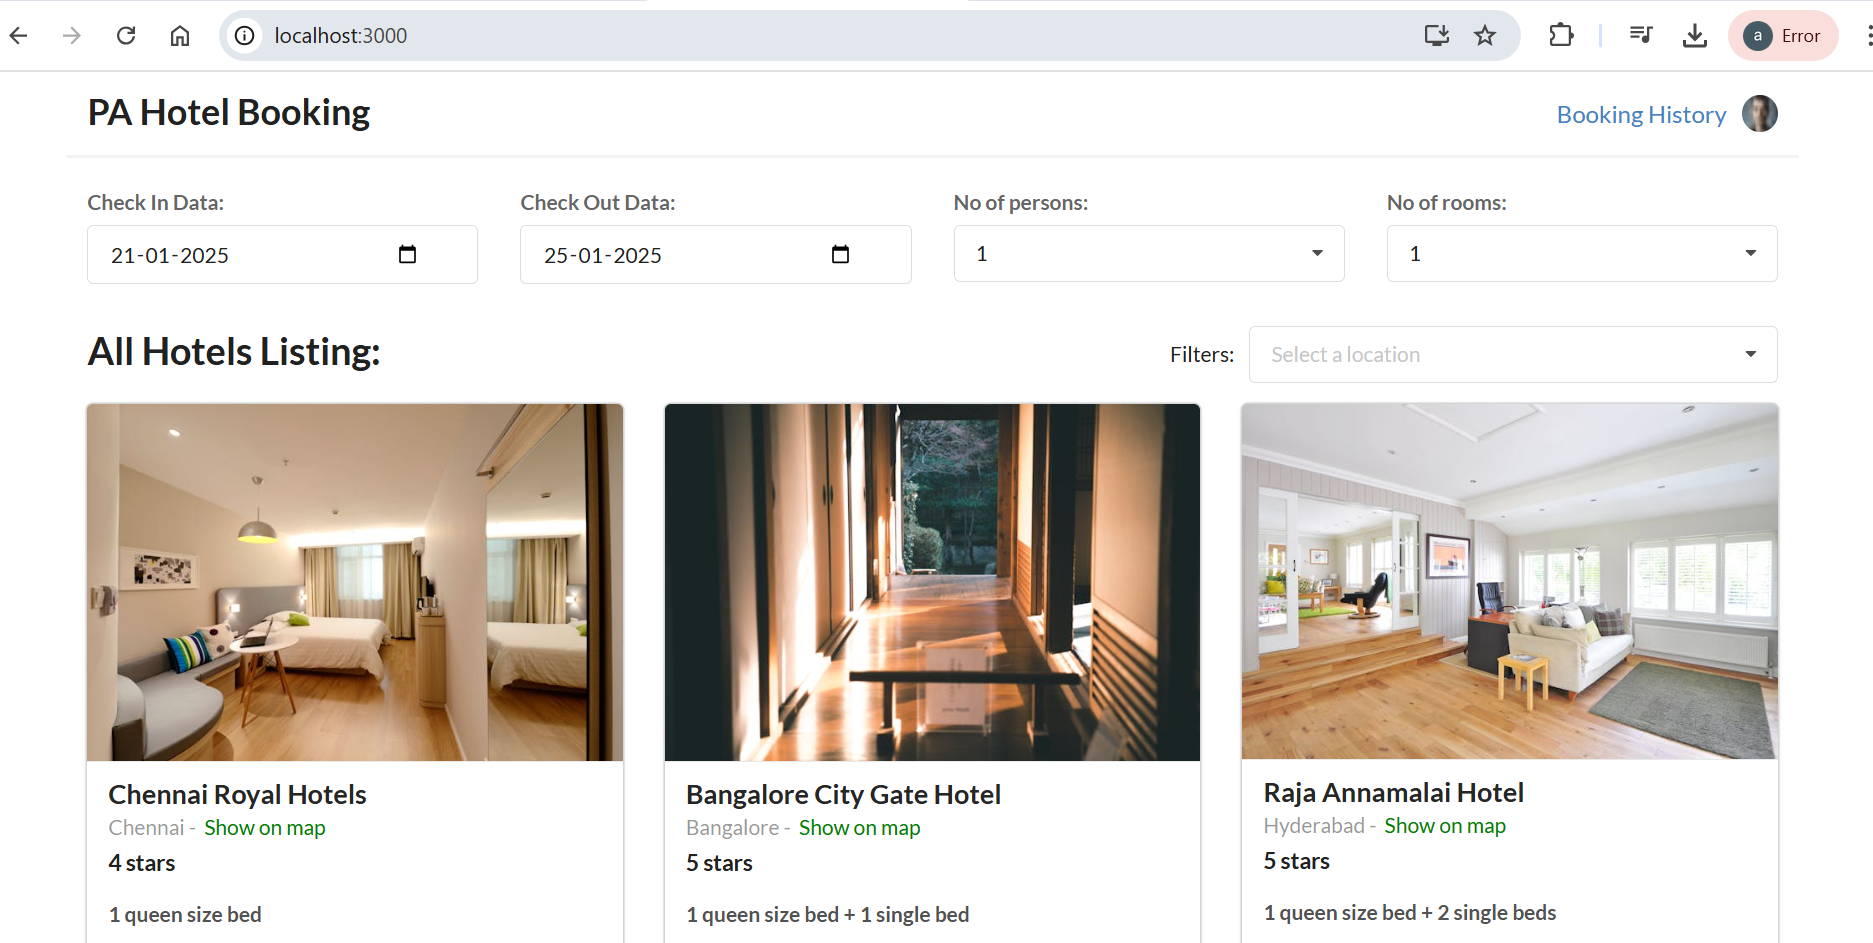 localhost:3000
a Error
PA Hotel Booking
Booking History
Check In Data:
Check Out Data:
No of persons:
No of rooms:
21-01-2025
25-01-2025
1
1
All Hotels Listing:
Filters:
Select a location
Chennai Royal Hotels
Chennai - Show on map
4 stars
1 queen size bed
Bangalore City Gate Hotel
Bangalore - Show on map
5 stars
1 queen size bed + 1 single bed
Raja Annamalai Hotel
Hyderabad - Show on map
5 stars
1 queen size bed + 2 single beds